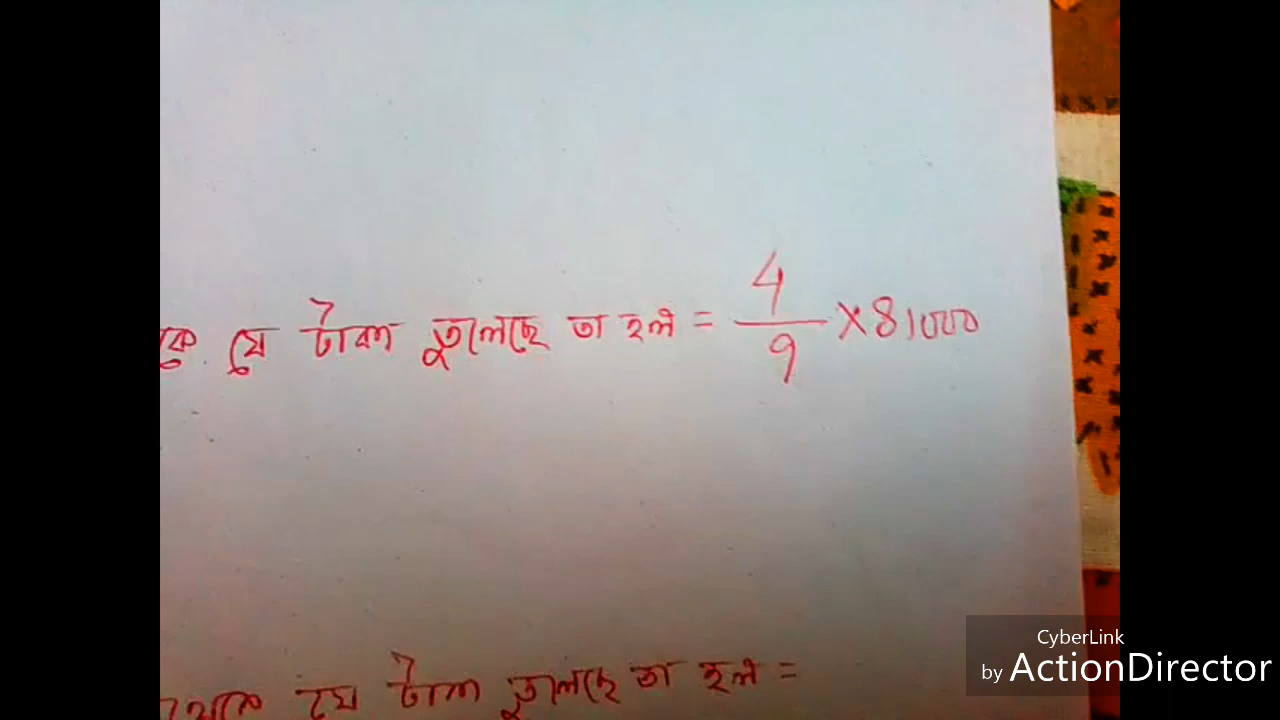 যে টাকা তুলেছে তা হল = 4/9 × 81000
থেকে যে টাকা তুলেছে তা হল =
CyberLink
by ActionDirector